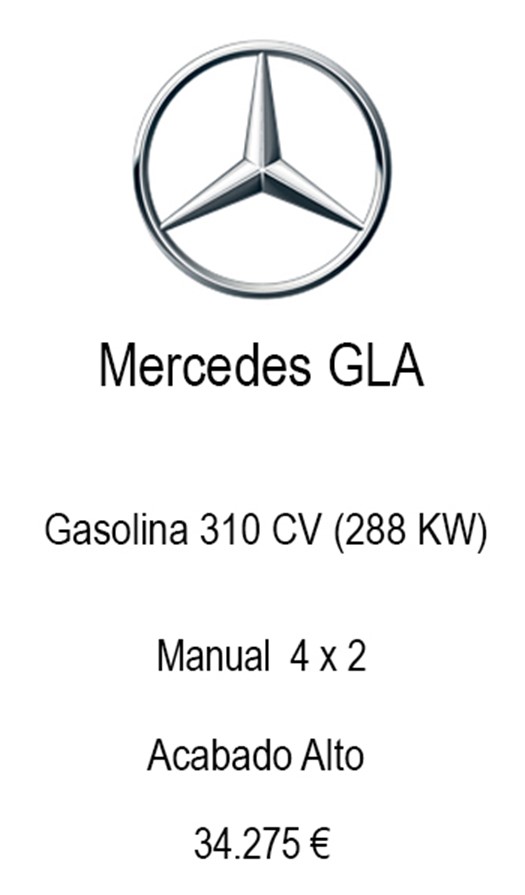 Mercedes GLA
Gasolina 310 CV (288 KW)
Manual 4 x 2
Acabado Alto
34.275 €